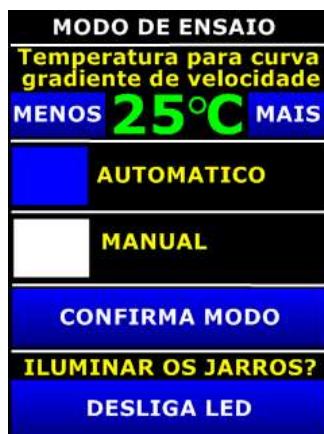 MODO DE ENSAIO
Temperatura para curva
gradiente de velocidade
MENOS 25°C MAIS
AUTOMATICO
MANUAL
CONFIRMA MODO
ILUMINAR OS JARROS?
DESLIGA LED